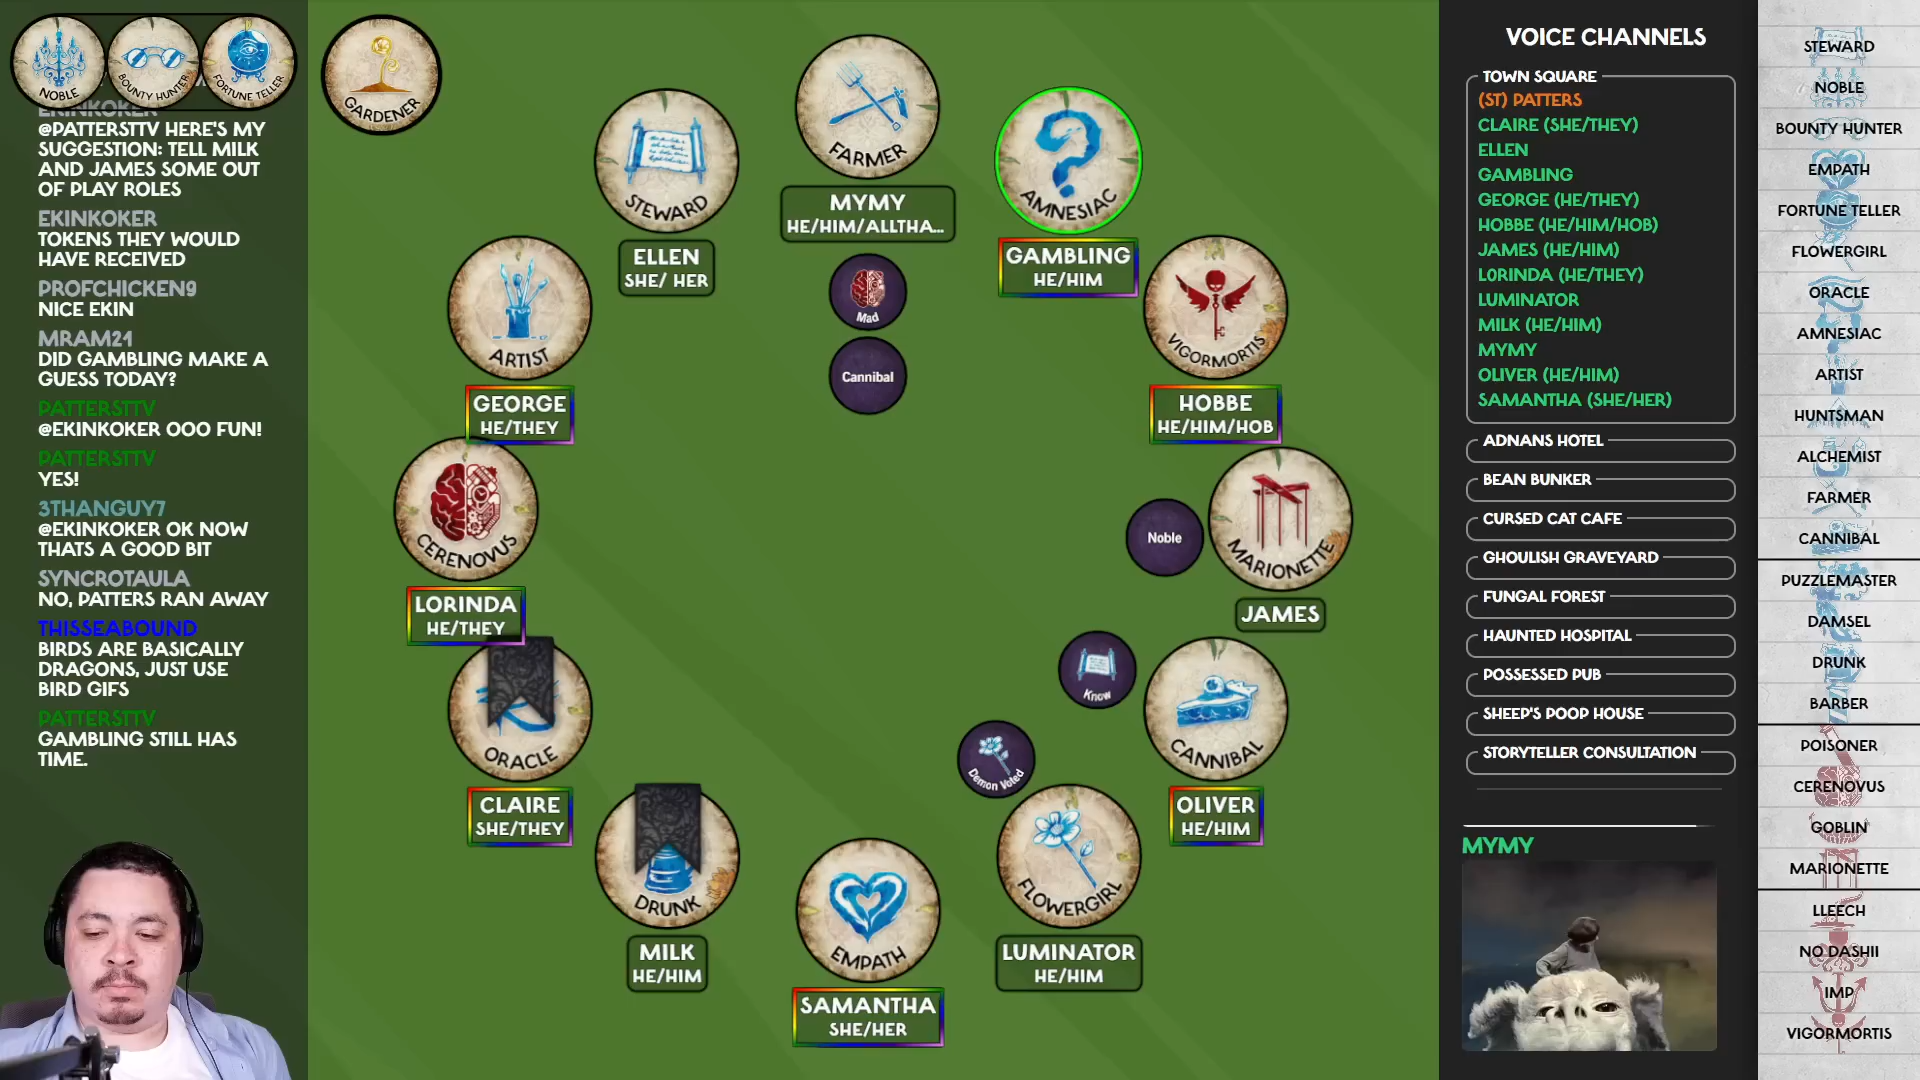 NOBLE
BOUNTY HUNTER
FORTUNE TELLER
EKINKOKER
@PATTERSTTV HERE'S MY
SUGGESTION: TELL MILK
AND JAMES SOME OUT
OF PLAY ROLES
EKINKOKER
TOKENS THEY WOULD
HAVE RECEIVED
PROFCHICKEN9
NICE EKIN
MRAM21
DID GAMBLING MAKE A
GUESS TODAY?
PATTERSTTV
@EKINKOKER OOO FUN!
PATTERSTTV
YES!
3THANGUY7
@EKINKOKER OK NOW
THATS A GOOD BIT
SYNCROTAULA
NO, PATTERS RAN AWAY
THISSEABOUND
BIRDS ARE BASICALLY
DRAGONS, JUST USE
BIRD GIFS
PATTERSTTV
GAMBLING STILL HAS
TIME.
GARDENER
FARMER
MYMY
HE/HIM/ALLTHA...
Mad
Cannibal
AMNESIAC
GAMBLING
HE/HIM
VIGORMORTIS
HOBBE
HE/HIM/HOB
MARIONETTE
JAMES
Noble
CANNIBAL
OLIVER
HE/HIM
Know
FLOWERGIRL
LUMINATOR
HE/HIM
Demon Voted
EMPATH
SAMANTHA
SHE/HER
DRUNK
MILK
HE/HIM
ORACLE
CLAIRE
SHE/THEY
CERENOVUS
LORINDA
HE/THEY
ARTIST
GEORGE
HE/THEY
STEWARD
ELLEN
SHE/ HER
VOICE CHANNELS
TOWN SQUARE
(ST) PATTERS
CLAIRE (SHE/THEY)
ELLEN
GAMBLING
GEORGE (HE/THEY)
HOBBE (HE/HIM/HOB)
JAMES (HE/HIM)
LORINDA (HE/THEY)
LUMINATOR
MILK (HE/HIM)
MYMY
OLIVER (HE/HIM)
SAMANTHA (SHE/HER)
ADNANS HOTEL
BEAN BUNKER
CURSED CAT CAFE
GHOULISH GRAVEYARD
FUNGAL FOREST
HAUNTED HOSPITAL
POSSESSED PUB
SHEEP'S POOP HOUSE
STORYTELLER CONSULTATION
MYMY
STEWARD
NOBLE
BOUNTY HUNTER
EMPATH
FORTUNE TELLER
FLOWERGIRL
ORACLE
AMNESIAC
ARTIST
HUNTSMAN
ALCHEMIST
FARMER
CANNIBAL
PUZZLEMASTER
DAMSEL
DRUNK
BARBER
POISONER
CERENOVUS
GOBLIN
MARIONETTE
LLEECH
NO DASHII
IMP
VIGORMORTIS